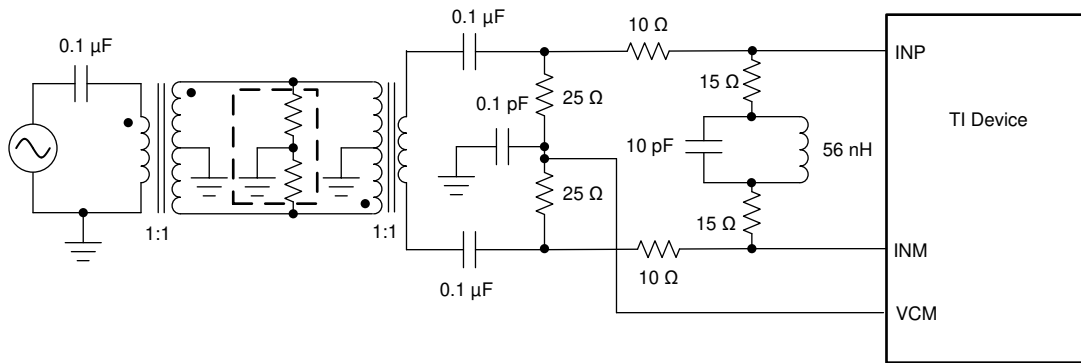 0.1 µF
0.1 µF
10 Ω
INP
15 Ω
0.1 pF
25 Ω
TI Device
10 pF
56 nH
25 Ω
15 Ω
1:1
1:1
INM
10 Ω
0.1 µF
VCM